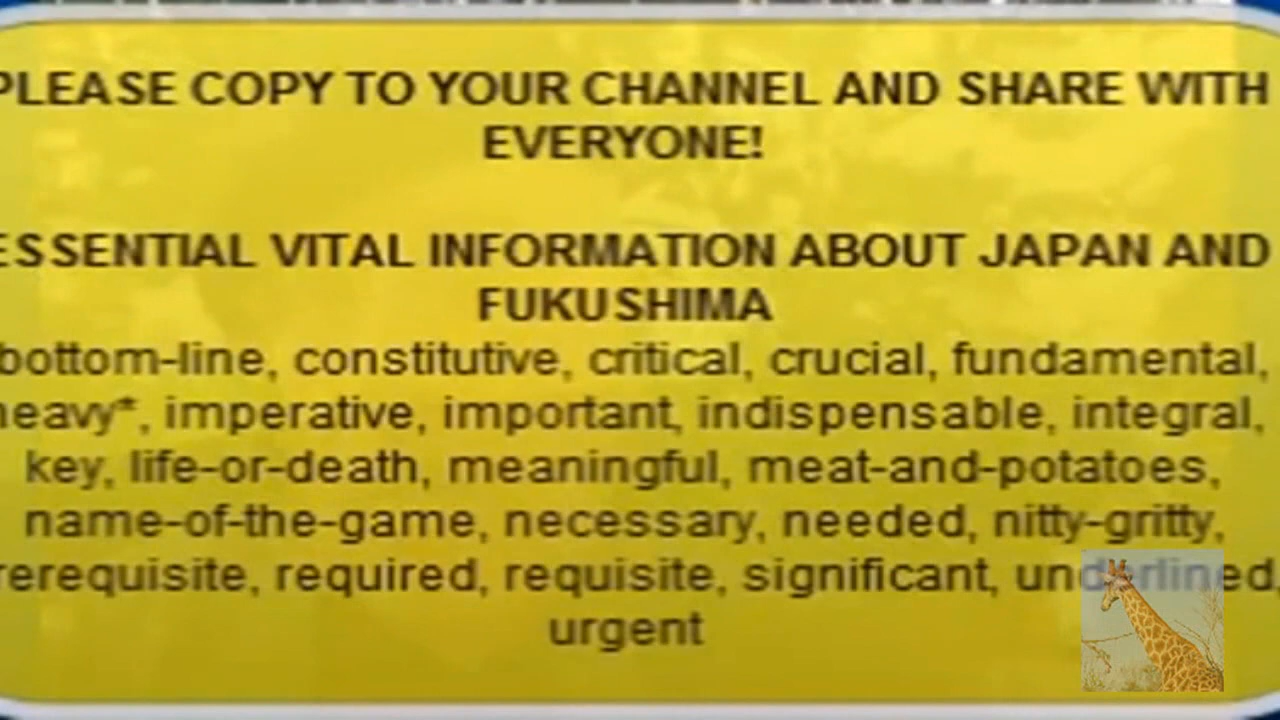 PLEASE COPY TO YOUR CHANNEL AND SHARE WITH
EVERYONE!
ESSENTIAL VITAL INFORMATION ABOUT JAPAN AND
FUKUSHIMA
bottom-line, constitutive, critical, crucial, fundamental,
heavy*, imperative, important, indispensable, integral,
key, life-or-death, meaningful, meat-and-potatoes,
name-of-the-game, necessary, needed, nitty-gritty,
rerequisite, required, requisite, significant, underlined,
urgent